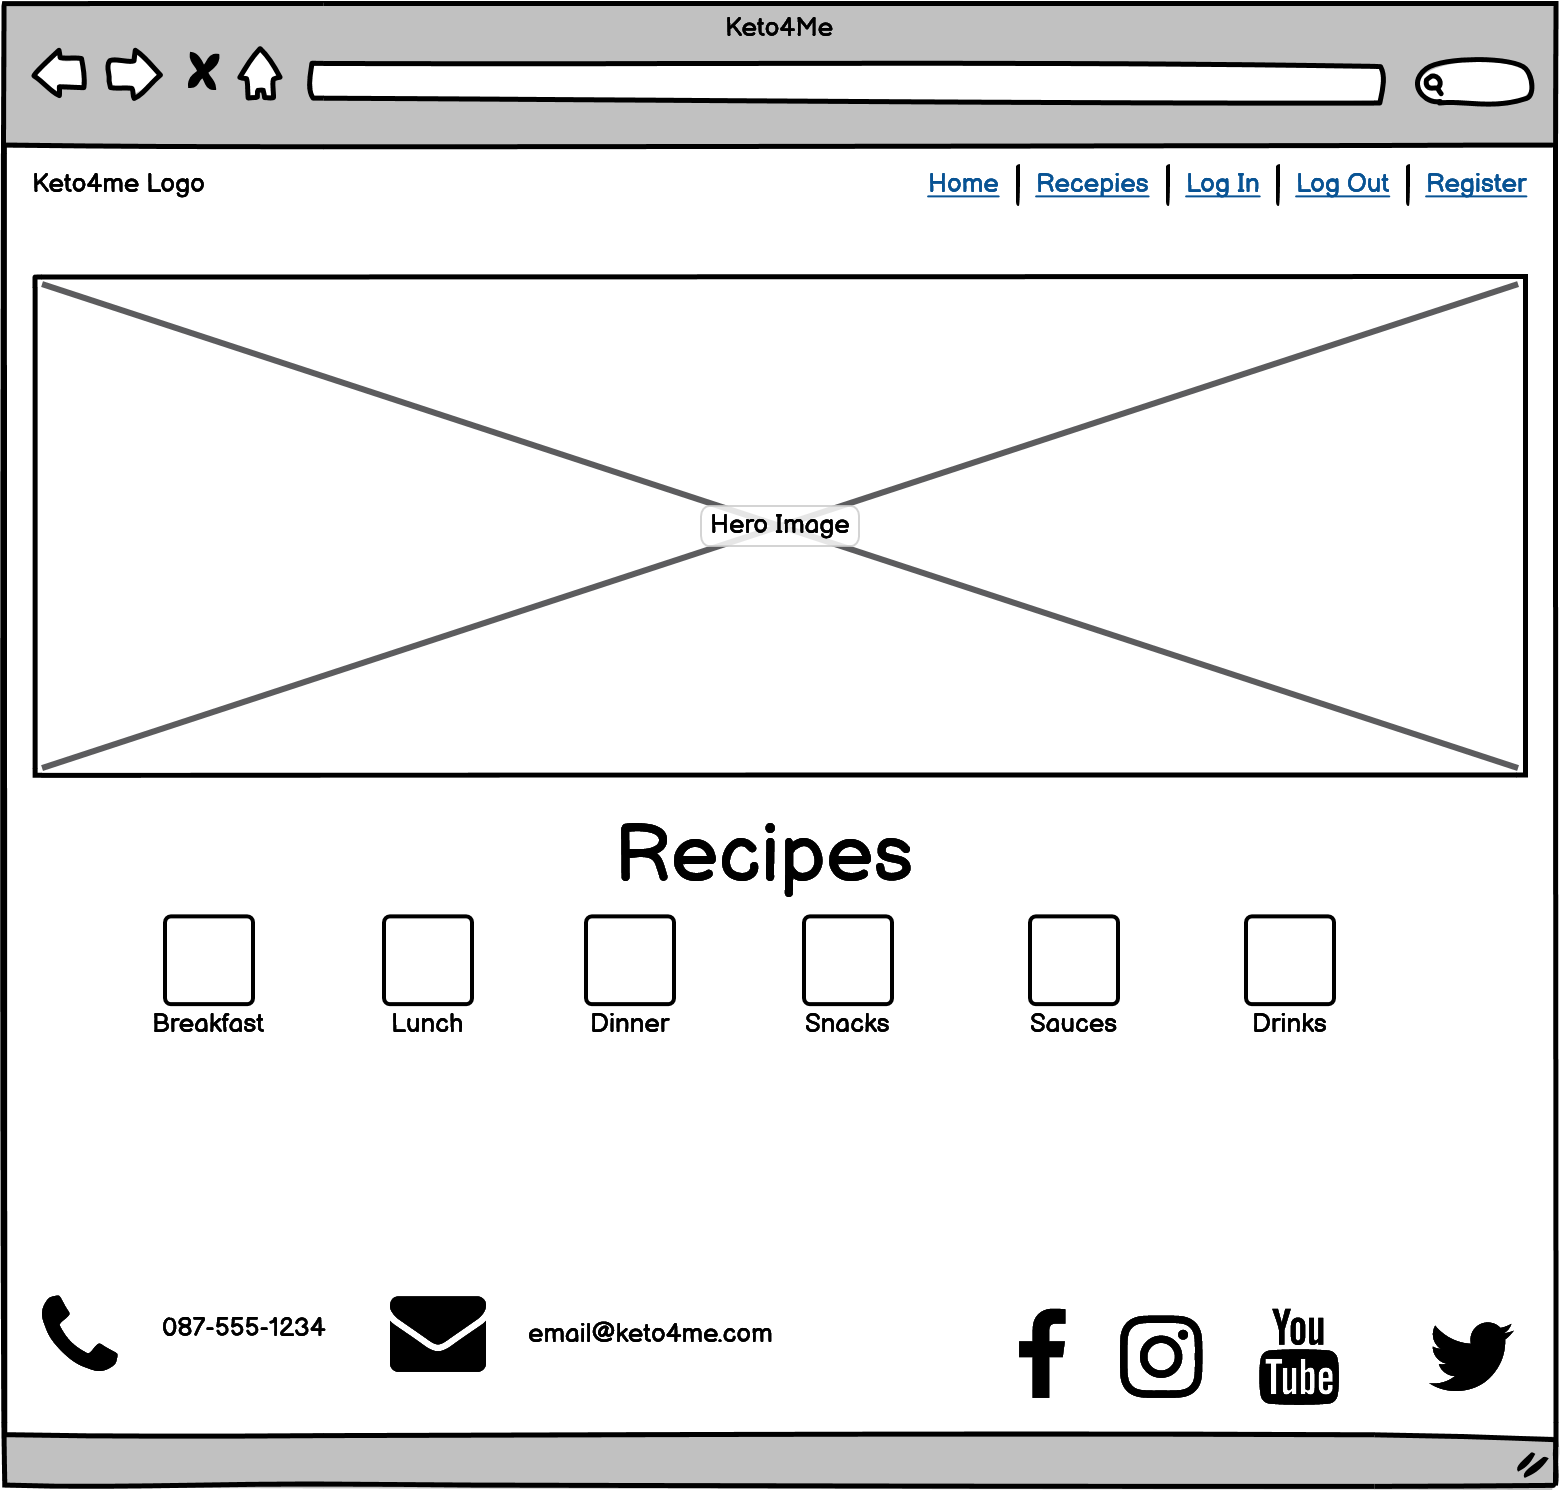 Keto4Me
Keto4me Logo
Home Recepies Log In Log Out Register
Hero Image
Recipes
Breakfast Lunch Dinner Snacks Sauces Drinks
087-555-1234 email@keto4me.com
You
Tube